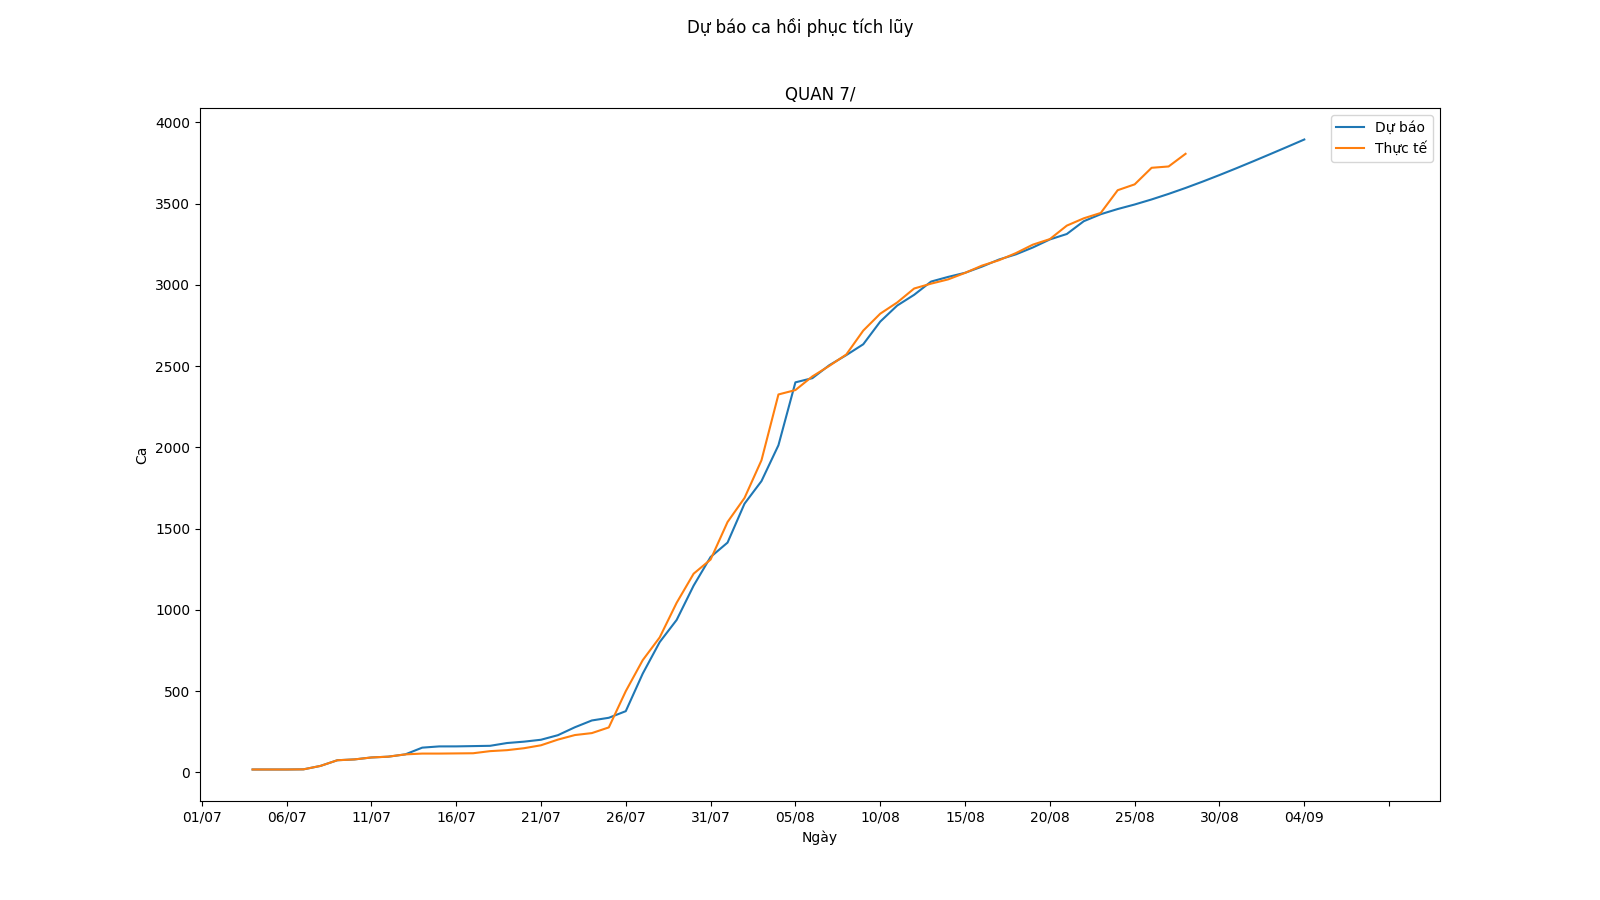 Dự báo ca hồi phục tích lũy
QUAN 7/
Dự báo
Thực tế
4000
3500
3000
2500
2000
1500
1000
500
0
Ca
01/07 06/07 11/07 16/07 21/07 26/07 31/07 05/08 10/08 15/08 20/08 25/08 30/08 04/09
Ngày